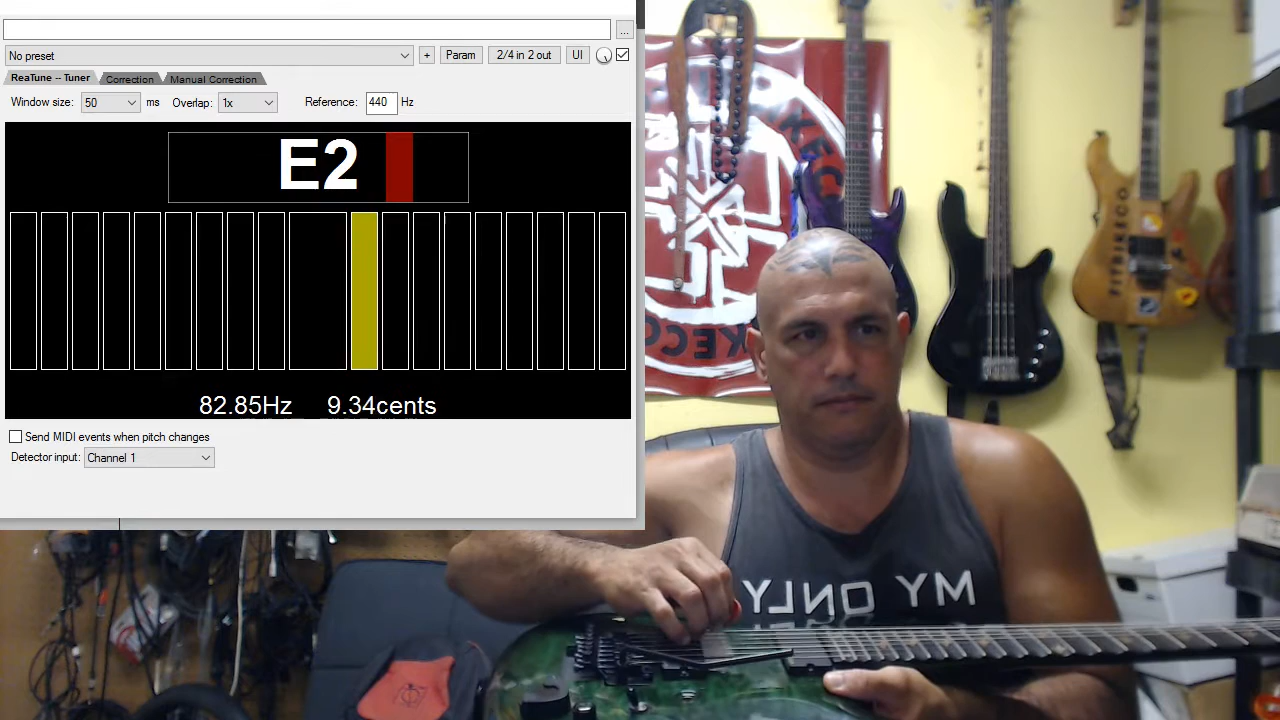 ...
No preset
+ Param 2/4 in 2 out UI
ReaTune -- Tuner Correction Manual Correction
Window size: 50 ms Overlap: 1x Reference: 440 Hz
E2
82.85Hz 9.34cents
Send MIDI events when pitch changes
Detector input: Channel 1
FITRIKECO
MY ONLY